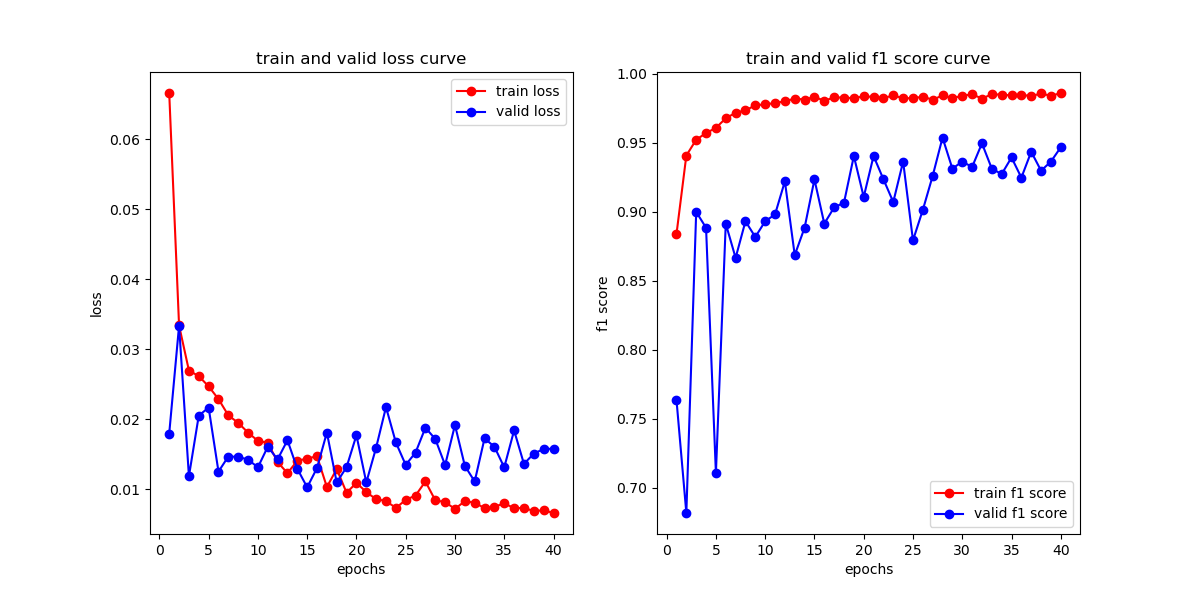 train and valid loss curve
train loss
valid loss
0.06
0.05
0.04
0.03
0.02
0.01
loss
0 5 10 15 20 25 30 35 40
epochs
train and valid f1 score curve
1.00
0.95
0.90
0.85
0.80
0.75
0.70
f1 score
train f1 score
valid f1 score
0 5 10 15 20 25 30 35 40
epochs